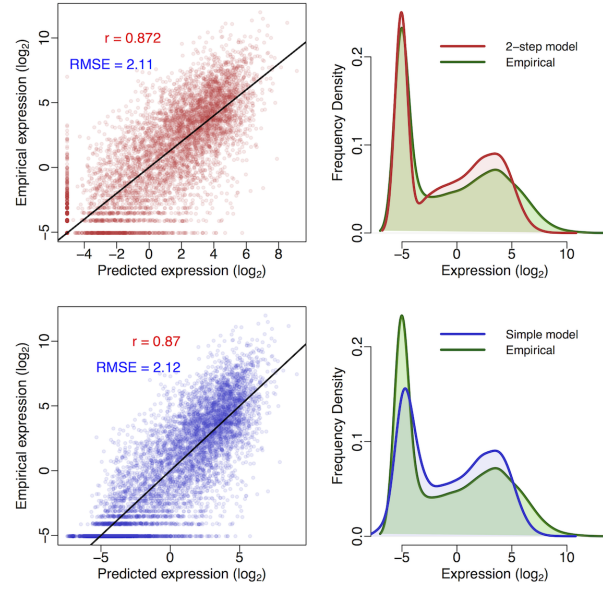 r = 0.872
RMSE = 2.11
Empirical expression (log2)
10
5
0
−5
−4
−2
0
2
4
6
8
Predicted expression (log2)
2−step model
Empirical
Frequency Density
0.2
0.1
0.0
−5
0
5
10
Expression (log2)
r = 0.87
RMSE = 2.12
Empirical expression (log2)
10
5
0
−5
−5
0
5
Predicted expression (log2)
Simple model
Empirical
Frequency Density
0.2
0.1
0.0
−5
0
5
10
Expression (log2)